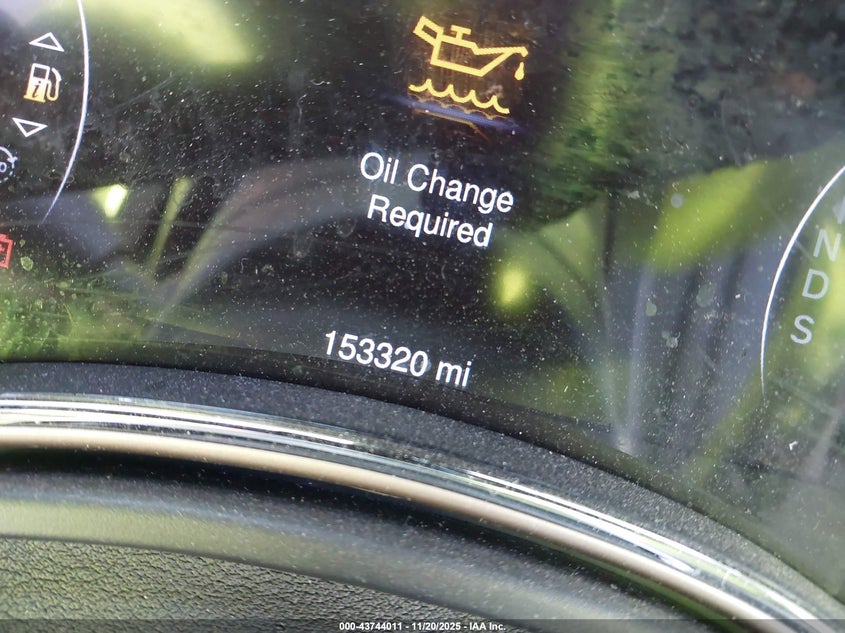 Oil Change
Required
153320 mi
N
D
S
000-43744011 - 11/20/2025 - IAA Inc.